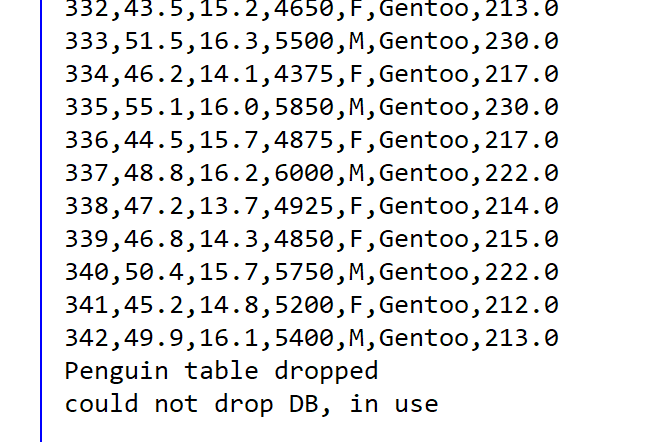 332,43.5,15.2,4650,F,Gentoo,213.0
333,51.5,16.3,5500,M,Gentoo,230.0
334,46.2,14.1,4375,F,Gentoo,217.0
335,55.1,16.0,5850,M,Gentoo,230.0
336,44.5,15.7,4875,F,Gentoo,217.0
337,48.8,16.2,6000,M,Gentoo,222.0
338,47.2,13.7,4925,F,Gentoo,214.0
339,46.8,14.3,4850,F,Gentoo,215.0
340,50.4,15.7,5750,M,Gentoo,222.0
341,45.2,14.8,5200,F,Gentoo,212.0
342,49.9,16.1,5400,M,Gentoo,213.0
Penguin table dropped
could not drop DB, in use